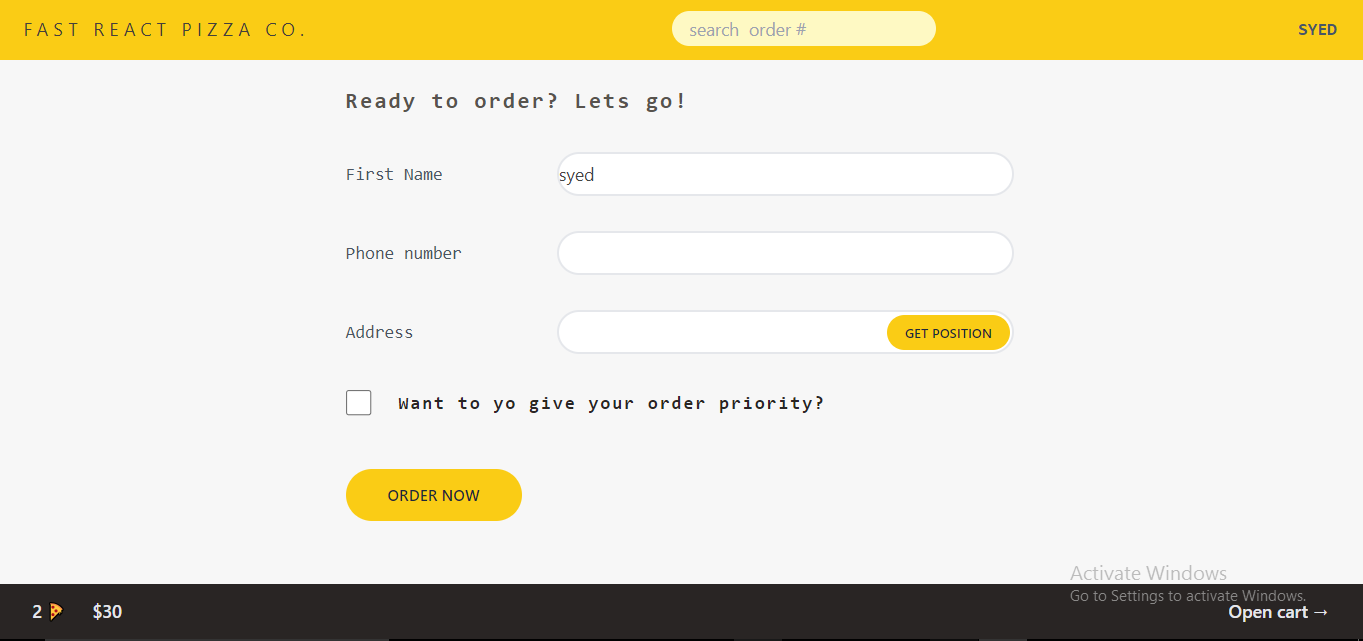 FAST REACT PIZZA CO.
search order #
SYED
Ready to order? Lets go!
First Name
syed
Phone number
Address
GET POSITION
Want to yo give your order priority?
ORDER NOW
Activate Windows
Go to Settings to activate Windows.
2
$30
Open cart →